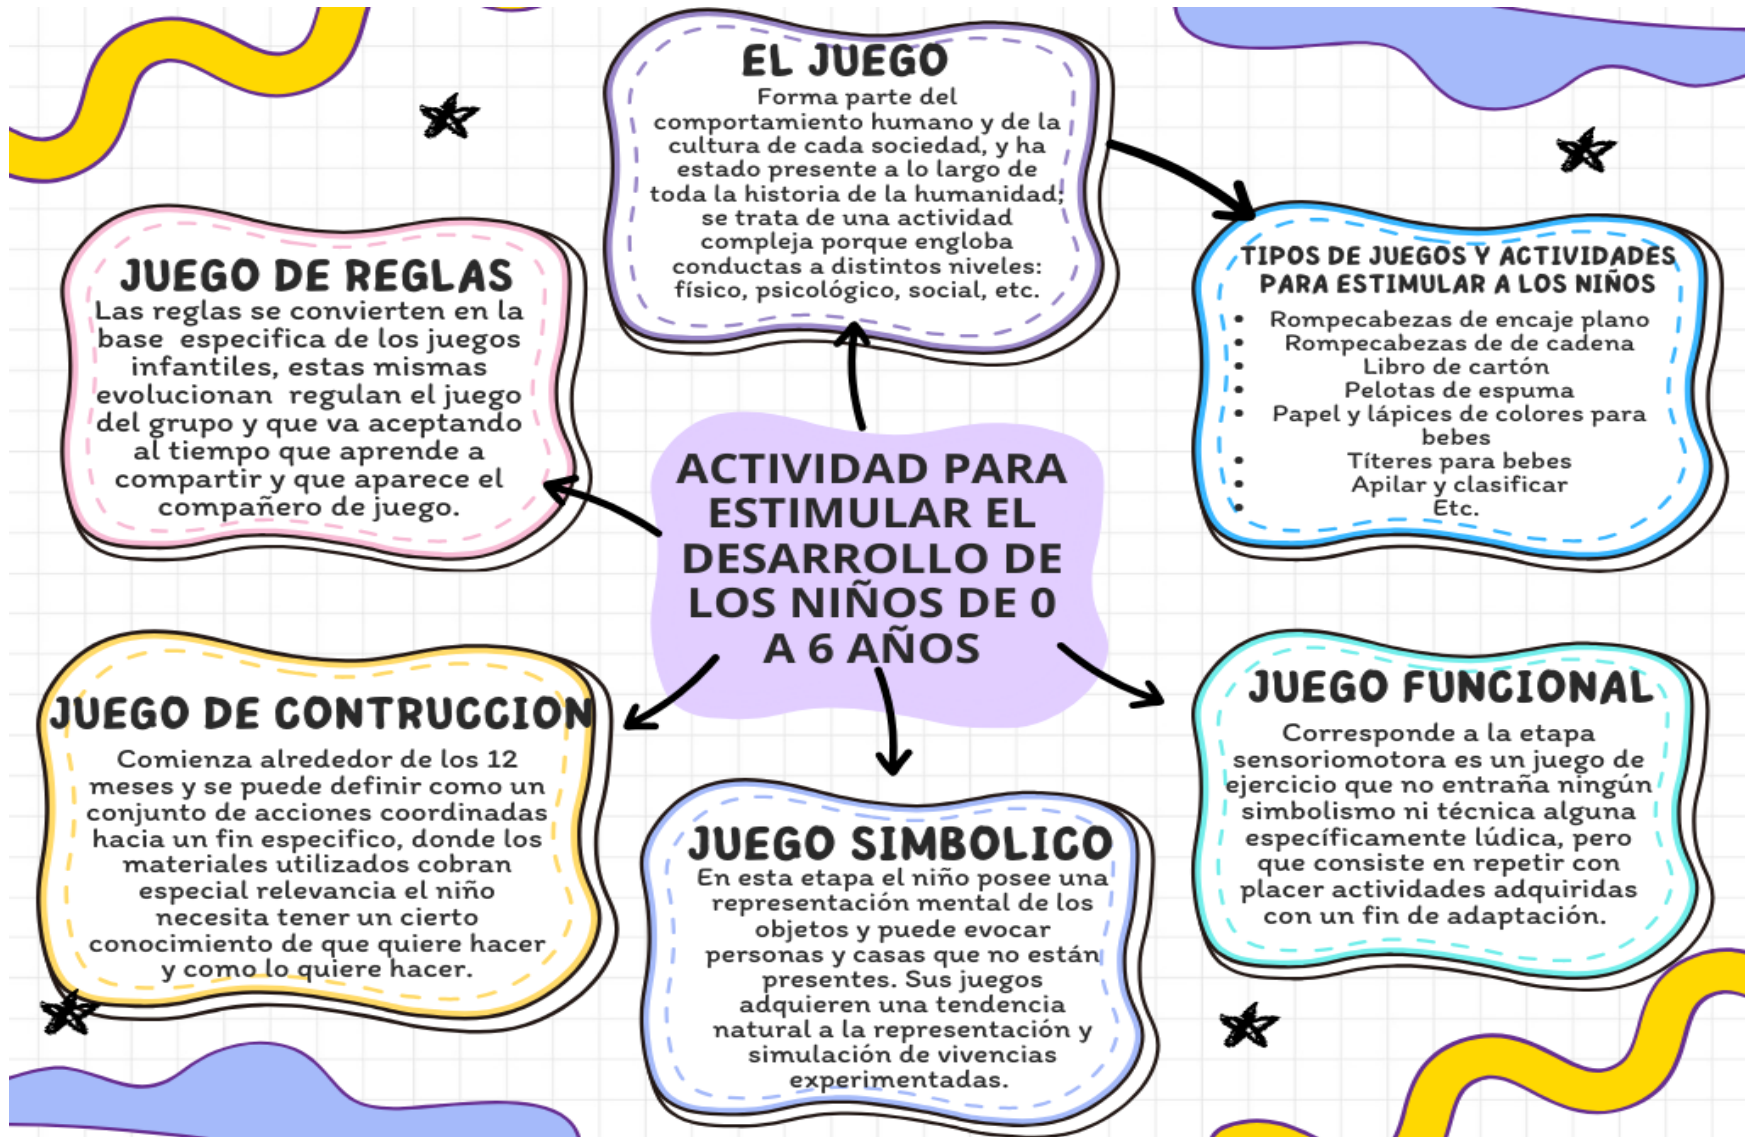 EL JUEGO
Forma parte del
comportamiento humano y de la
cultura de cada sociedad, y ha
estado presente a lo largo de
toda la historia de la humanidad;
se trata de una actividad
compleja porque engloba
conductas a distintos niveles:
físico, psicológico, social, etc.
TIPOS DE JUEGOS Y ACTIVIDADES
PARA ESTIMULAR A LOS NIÑOS
• Rompecabezas de encaje plano
• Rompecabezas de de cadena
• Libro de cartón
• Pelotas de espuma
• Papel y lápices de colores para
bebes
• Títeres para bebes
• Apilar y clasificar
• Etc.
JUEGO DE REGLAS
Las reglas se convierten en la
base especifica de los juegos
infantiles, estas mismas
evolucionan regulan el juego
del grupo y que va aceptando
al tiempo que aprende a
compartir y que aparece el
compañero de juego.
ACTIVIDAD PARA
ESTIMULAR EL
DESARROLLO DE
LOS NIÑOS DE 0
A 6 AÑOS
JUEGO DE CONTRUCCION
Comienza alrededor de los 12
meses y se puede definir como un
conjunto de acciones coordinadas
hacia un fin especifico, donde los
materiales utilizados cobran
especial relevancia el niño
necesita tener un cierto
conocimiento de que quiere hacer
y como lo quiere hacer.
JUEGO SIMBOLICO
En esta etapa el niño posee una
representación mental de los
objetos y puede evocar
personas y casas que no están
presentes. Sus juegos
adquieren una tendencia
natural a la representación y
simulación de vivencias
experimentadas.
JUEGO FUNCIONAL
Corresponde a la etapa
sensoriomotora es un juego de
ejercicio que no entraña ningún
simbolismo ni técnica alguna
específicamente lúdica, pero
que consiste en repetir con
placer actividades adquiridas
con un fin de adaptación.